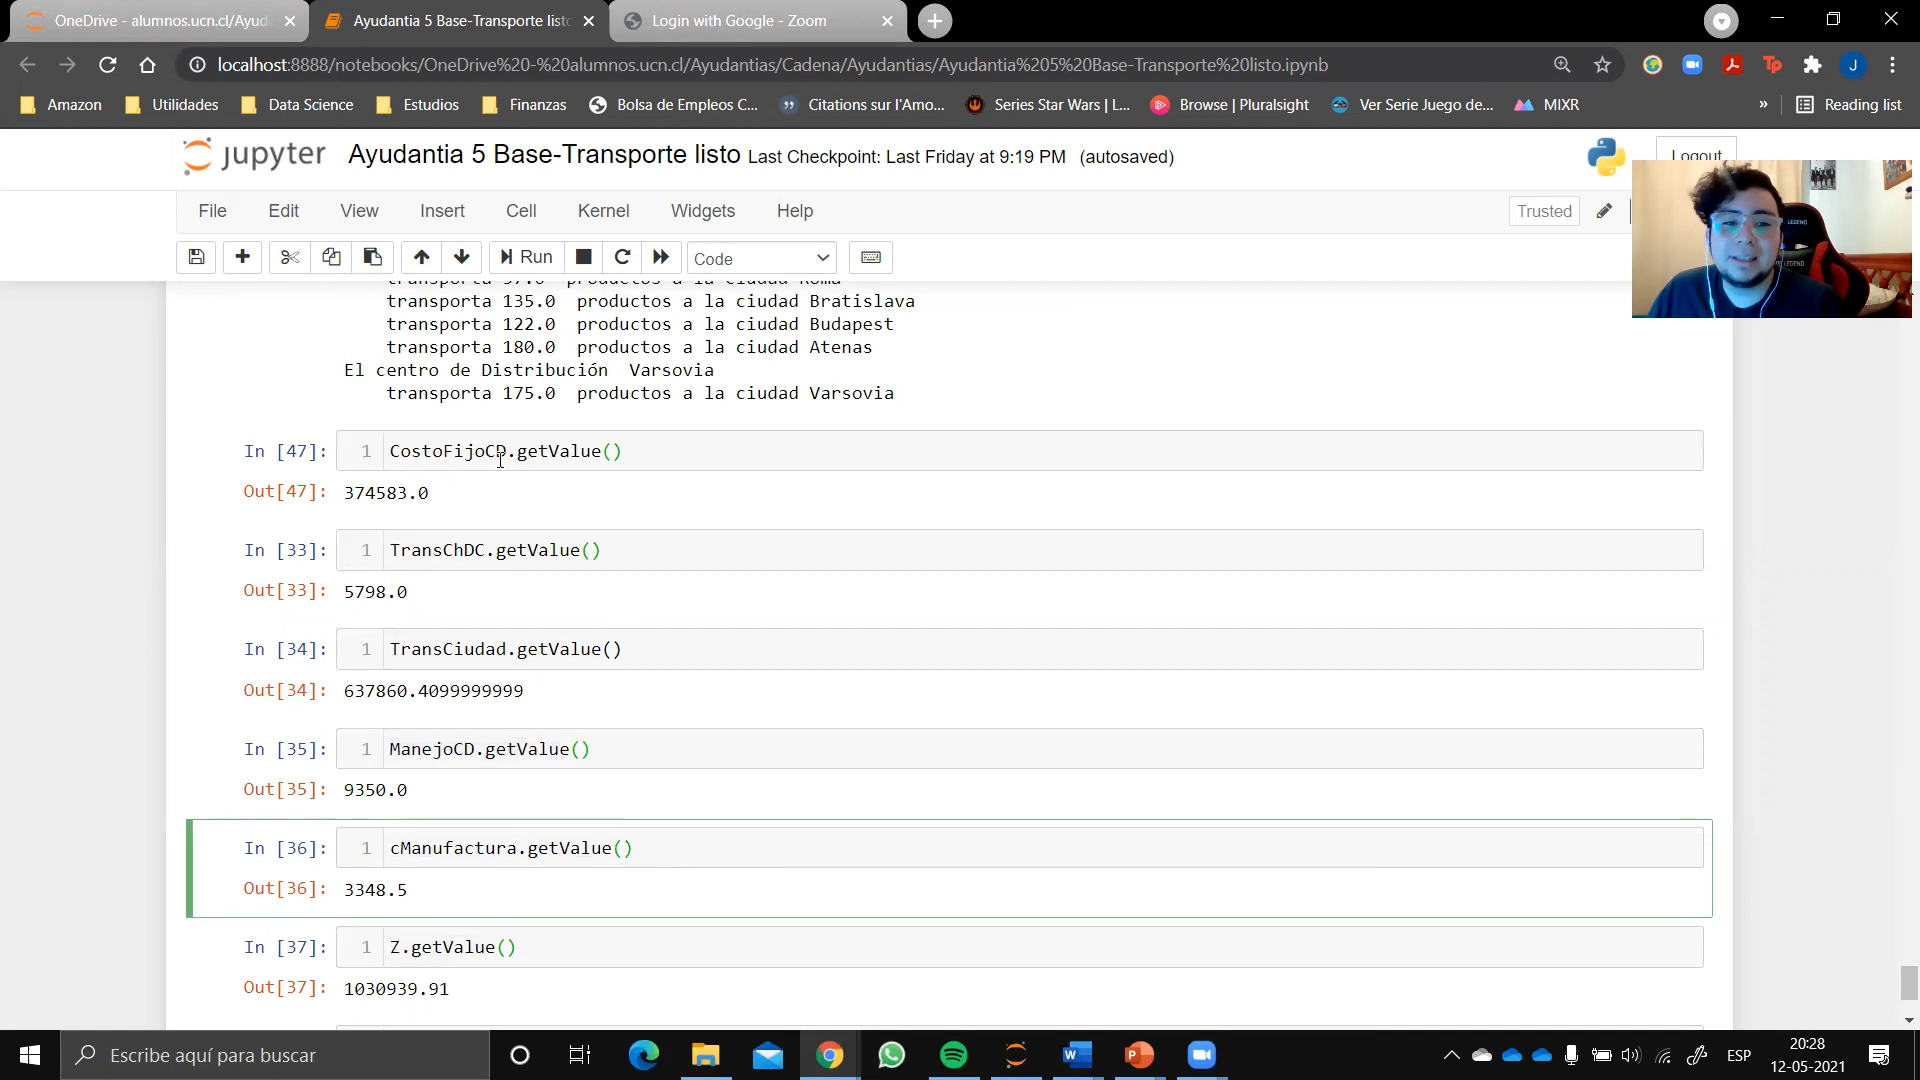 OneDrive - alumnos.ucn.cl/Ayud
Ayudantia 5 Base-Transporte listo
Login with Google - Zoom
localhost:8888/notebooks/OneDrive%20-%20alumnos.ucn.cl/Ayudantias/Cadena/Ayudantias/Ayudantia%205%20Base-Transporte%20listo.ipynb
J
Amazon
Utilidades
Data Science
Estudios
Finanzas
Bolsa de Empleos C...
Citations sur l'Amo...
Series Star Wars | L...
Browse | Pluralsight
Ver Serie Juego de...
MIXR
»
Reading list
jupyter
Ayudantia 5 Base-Transporte listo Last Checkpoint: Last Friday at 9:19 PM (autosaved)
Logout
File
Edit
View
Insert
Cell
Kernel
Widgets
Help
Trusted
Run
Code
LEGEND
LEGEND
transporta 97.0 productos a la ciudad Roma
transporta 135.0 productos a la ciudad Bratislava
transporta 122.0 productos a la ciudad Budapest
transporta 180.0 productos a la ciudad Atenas
El centro de Distribución Varsovia
transporta 175.0 productos a la ciudad Varsovia
In [47]: 1 CostoFijoCD.getValue()
Out[47]: 374583.0
In [33]: 1 TransChDC.getValue()
Out[33]: 5798.0
In [34]: 1 TransCiudad.getValue()
Out[34]: 637860.4099999999
In [35]: 1 ManejoCD.getValue()
Out[35]: 9350.0
In [36]: 1 cManufactura.getValue()
Out[36]: 3348.5
In [37]: 1 Z.getValue()
Out[37]: 1030939.91
Escribe aquí para buscar
ESP
20:28
12-05-2021